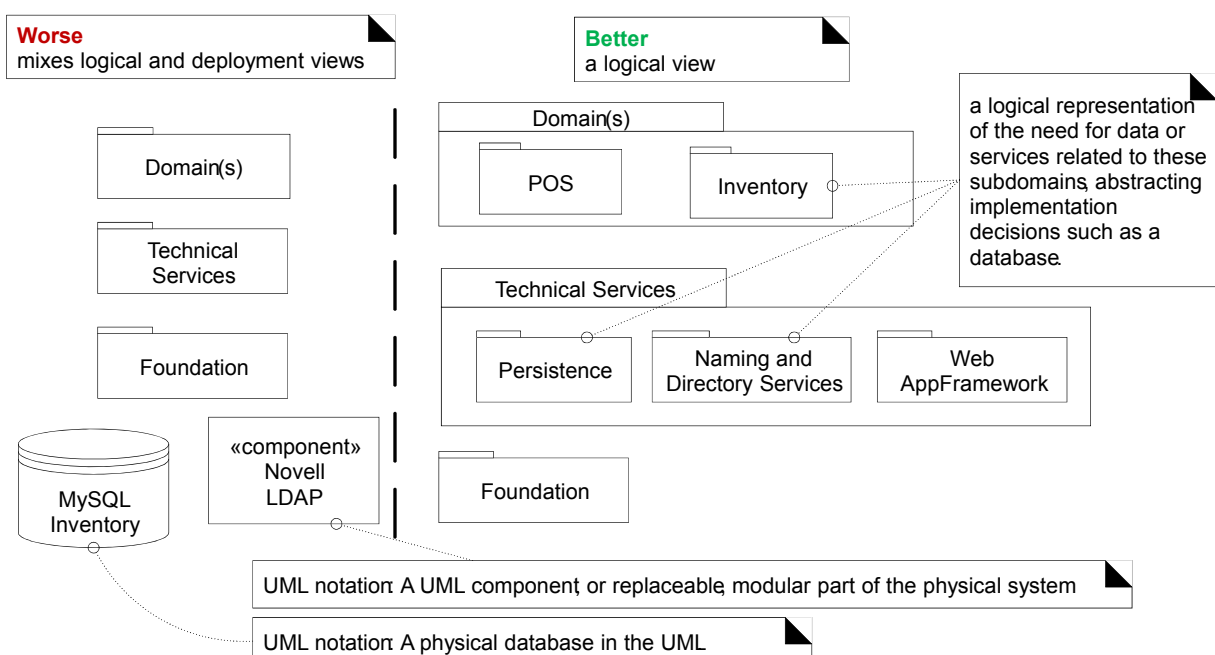 Worse
mixes logical and deployment views
Better
a logical view
a logical representation
of the need for data or
services related to these
subdomains, abstracting
implementation
decisions such as a
database.
Domain(s)
Technical
Services
Foundation
MySQL
Inventory
«component»
Novell
LDAP
Domain(s)
POS
Inventory
Technical Services
Persistence
Naming and
Directory Services
Web
AppFramework
Foundation
UML notation: A UML component, or replaceable, modular part of the physical system
UML notation: A physical database in the UML